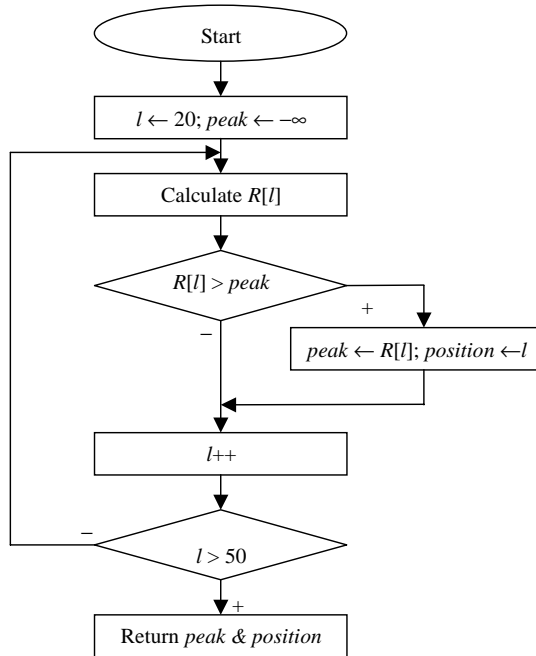 Start
l ← 20; peak ← −∞
Calculate R[l]
R[l] > peak
+
−
peak ← R[l]; position ←l
l++
−
l > 50
+
Return peak & position